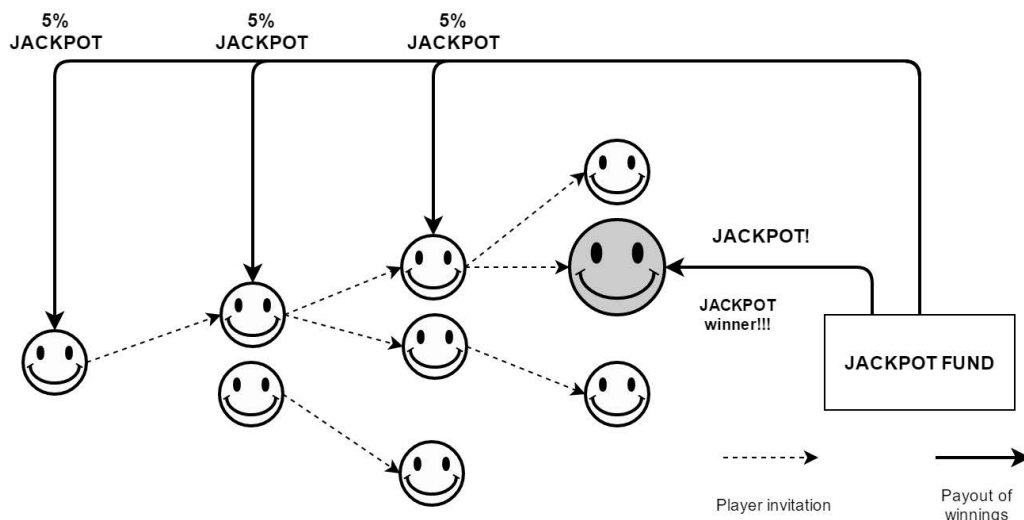 5%
JACKPOT
5%
JACKPOT
5%
JACKPOT
JACKPOT!
JACKPOT
winner!!!
JACKPOT FUND
Player invitation
Payout of
winnings